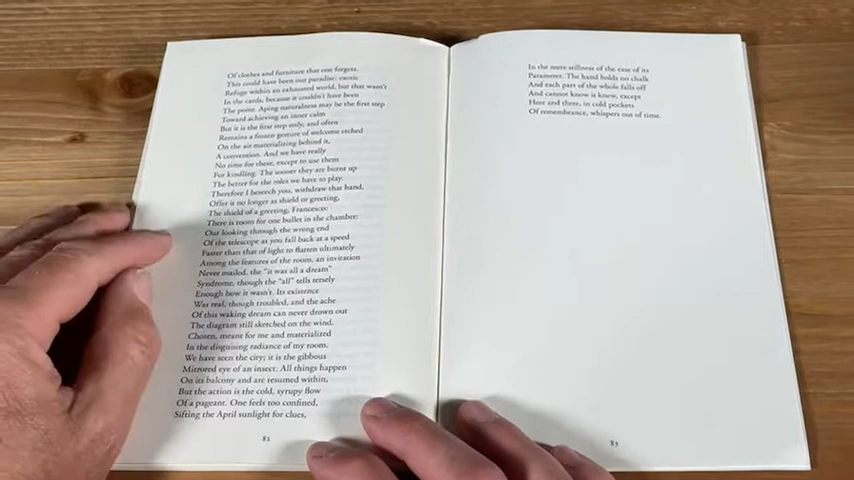 Of clothes and furniture that one forgets.
This could have been our paradise: exotic
Refuge within an exhausted world, but that wasn't
In the cards, because it couldn't have been
The point. Aping naturalness may be the first step
Toward achieving an inner calm
But it is the first step only, and often
Remains a frozen gesture of welcome etched
On the air materializing behind it,
A convention. And we have really
No time for these, except to use them
For kindling. The sooner they are burnt up
The better for the roles we have to play.
Therefore I beseech you, withdraw that hand,
Offer it no longer as shield or greeting,
The shield of a greeting, Francesco:
There is room for one bullet in the chamber:
Our looking through the wrong end
Of the telescope as you fall back at a speed
Faster than that of light to flatten ultimately
Among the features of the room, an invitation
Never mailed, the "it was all a dream"
Syndrome, though the "all" tells tersely
Enough how it wasn't. Its existence
Was real, though troubled, and the ache
Of this waking dream can never drown out
The diagram still sketched on the wind,
Chosen, meant for me and materialized
In the disguising radiance of my room.
We have seen the city; it is the gibbous
Mirrored eye of an insect. All things happen
On its balcony and are resumed within,
But the action is the cold, syrupy flow
Of a pageant. One feels too confined,
Sifting the April sunlight for clues,
82
In the mere stillness of the ease of its
Parameter. The hand holds no chalk
And each part of the whole falls off
And cannot know it knew, except
Here and there, in cold pockets
Of remembrance, whispers out of time.
83